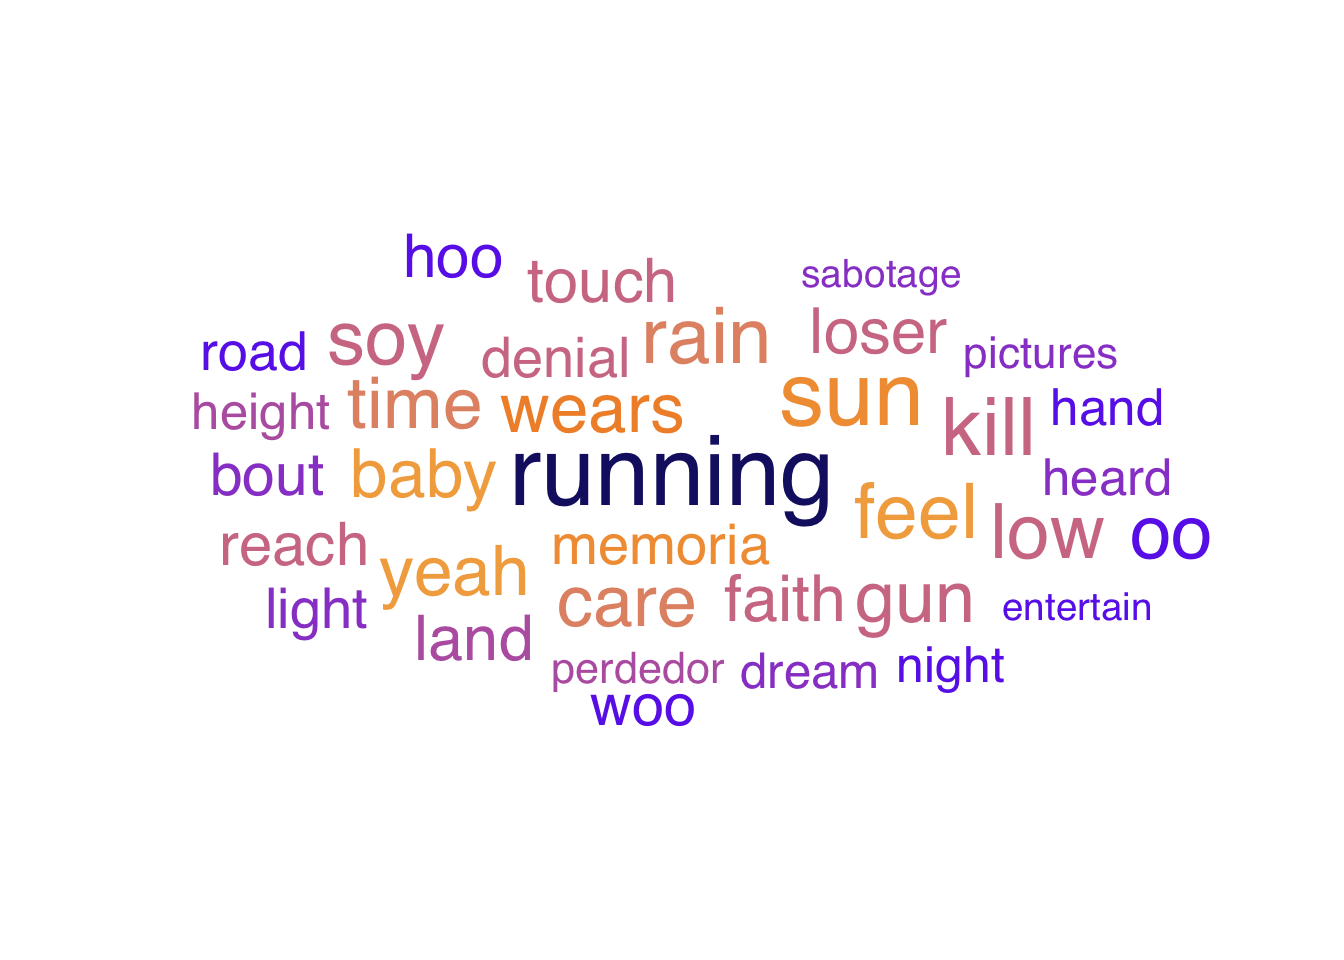 hoo
touch
sabotage
road
soy
denial
rain
loser
pictures
height
time
wears
sun
kill
hand
bout
baby
running
feel
heard
reach
yeah
memoria
low
oo
light
land
care
faith
gun
entertain
perdedor
dream
night
woo